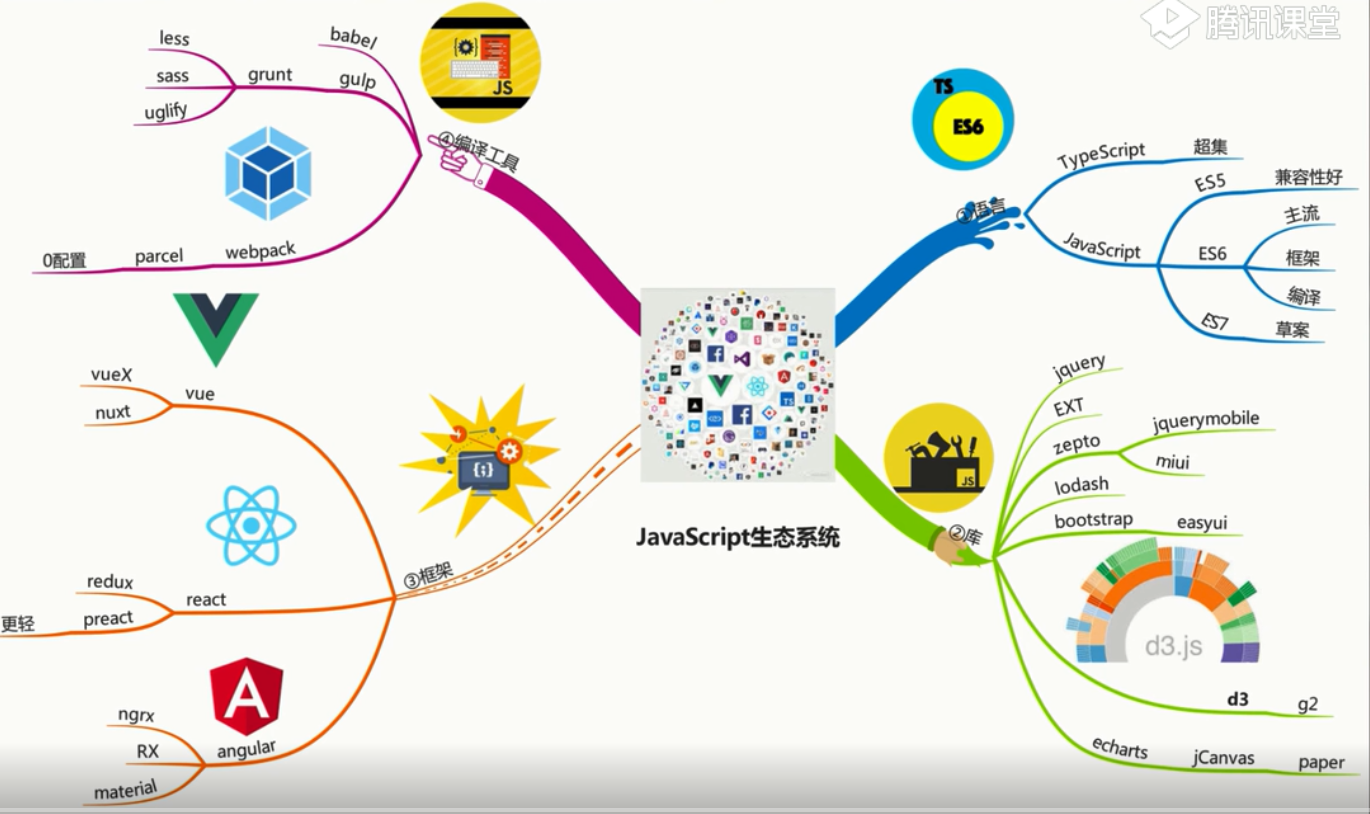 腾讯课堂
JavaScript生态系统
①语言
TypeScript
超集
JavaScript
ES5
兼容性好
ES6
主流
框架
编译
ES7
草案
TS
ES6
②库
jquery
EXT
zepto
jquerymobile
miui
lodash
bootstrap
easyui
d3
g2
echarts
jCanvas
paper
JS
d3.js
③框架
vue
vueX
nuxt
react
redux
preact
更轻
angular
ngrx
RX
material
{;}
④编译工具
babel
gulp
grunt
less
sass
uglify
webpack
parcel
0配置
JS